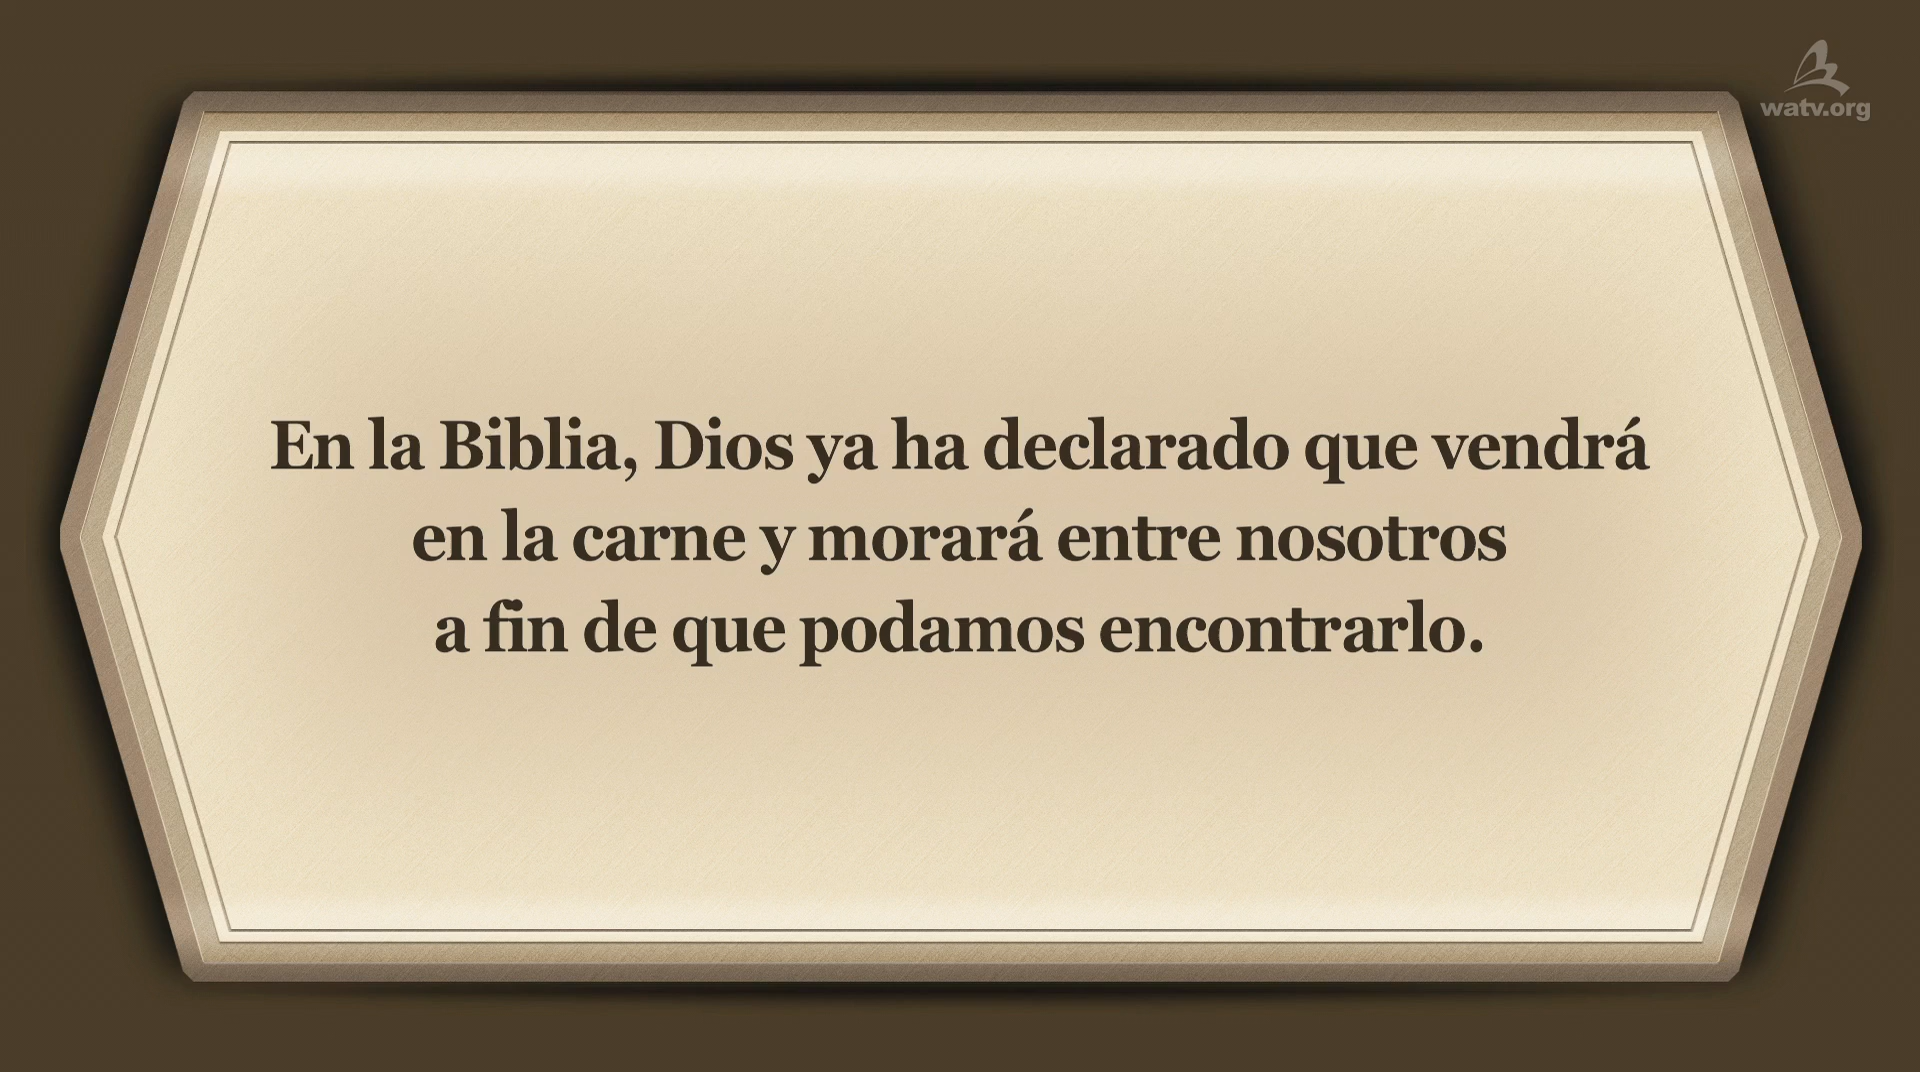 watv.org
En la Biblia, Dios ya ha declarado que vendrá
en la carne y morará entre nosotros
a fin de que podamos encontrarlo.